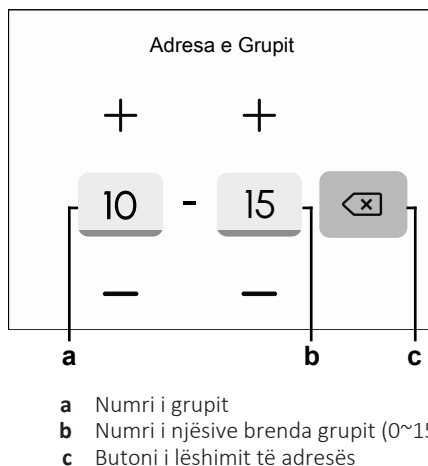 Adresa e Grupit
+ +
10 - 15
— —
a b c
a Numri i grupit
b Numri i njësive brenda grupit (0~15
c Butoni i lëshimit të adresës